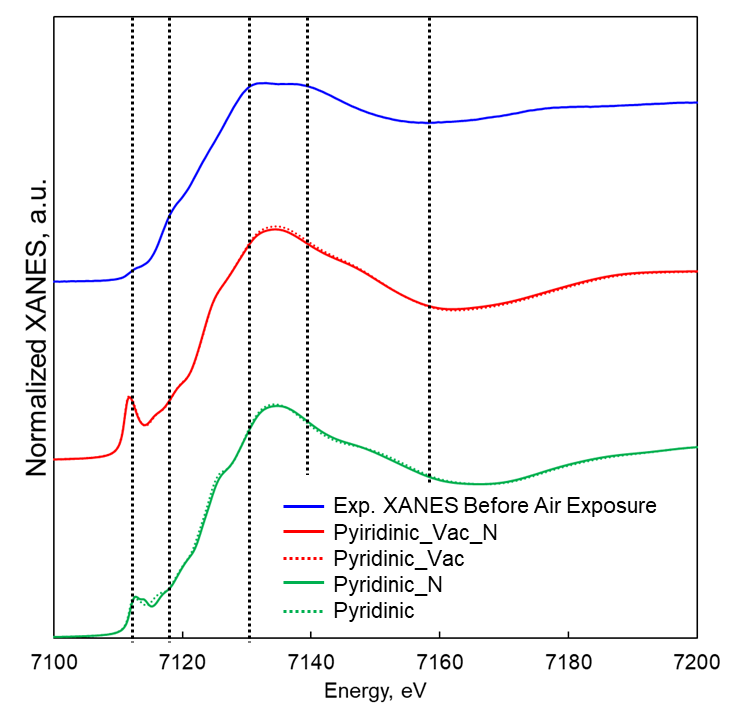 Normalized XANES, a.u.
Exp. XANES Before Air Exposure
Pyiridinic_Vac_N
Pyridinic_Vac
Pyridinic_N
Pyridinic
7100 7120 7140 7160 7180 7200
Energy, eV